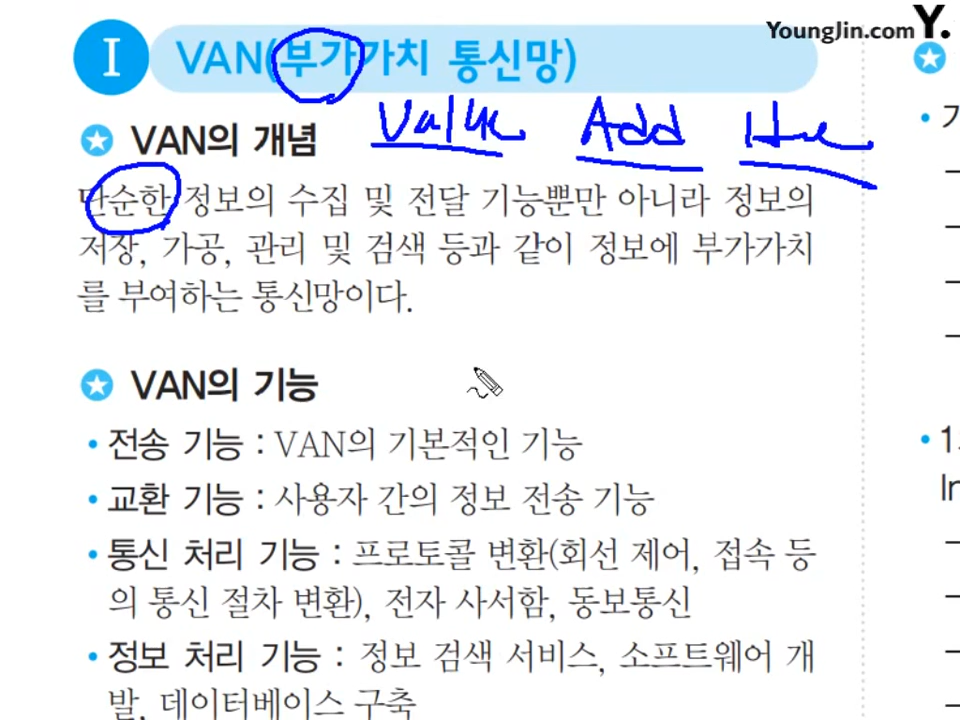 YoungJin.com Y.
I VAN(부가가치 통신망)
Value Add
VAN의 개념
단순한 정보의 수집 및 전달 기능뿐만 아니라 정보의
저장, 가공, 관리 및 검색 등과 같이 정보에 부가가치
를 부여하는 통신망이다.
VAN의 기능
• 전송 기능 : VAN의 기본적인 기능
• 교환 기능 : 사용자 간의 정보 전송 기능
• 통신 처리 기능 : 프로토콜 변환(회선 제어, 접속 등
의 통신 절차 변환), 전자 사서함, 동보통신
• 정보 처리 기능 : 정보 검색 서비스, 소프트웨어 개
발, 데이터베이스 구축